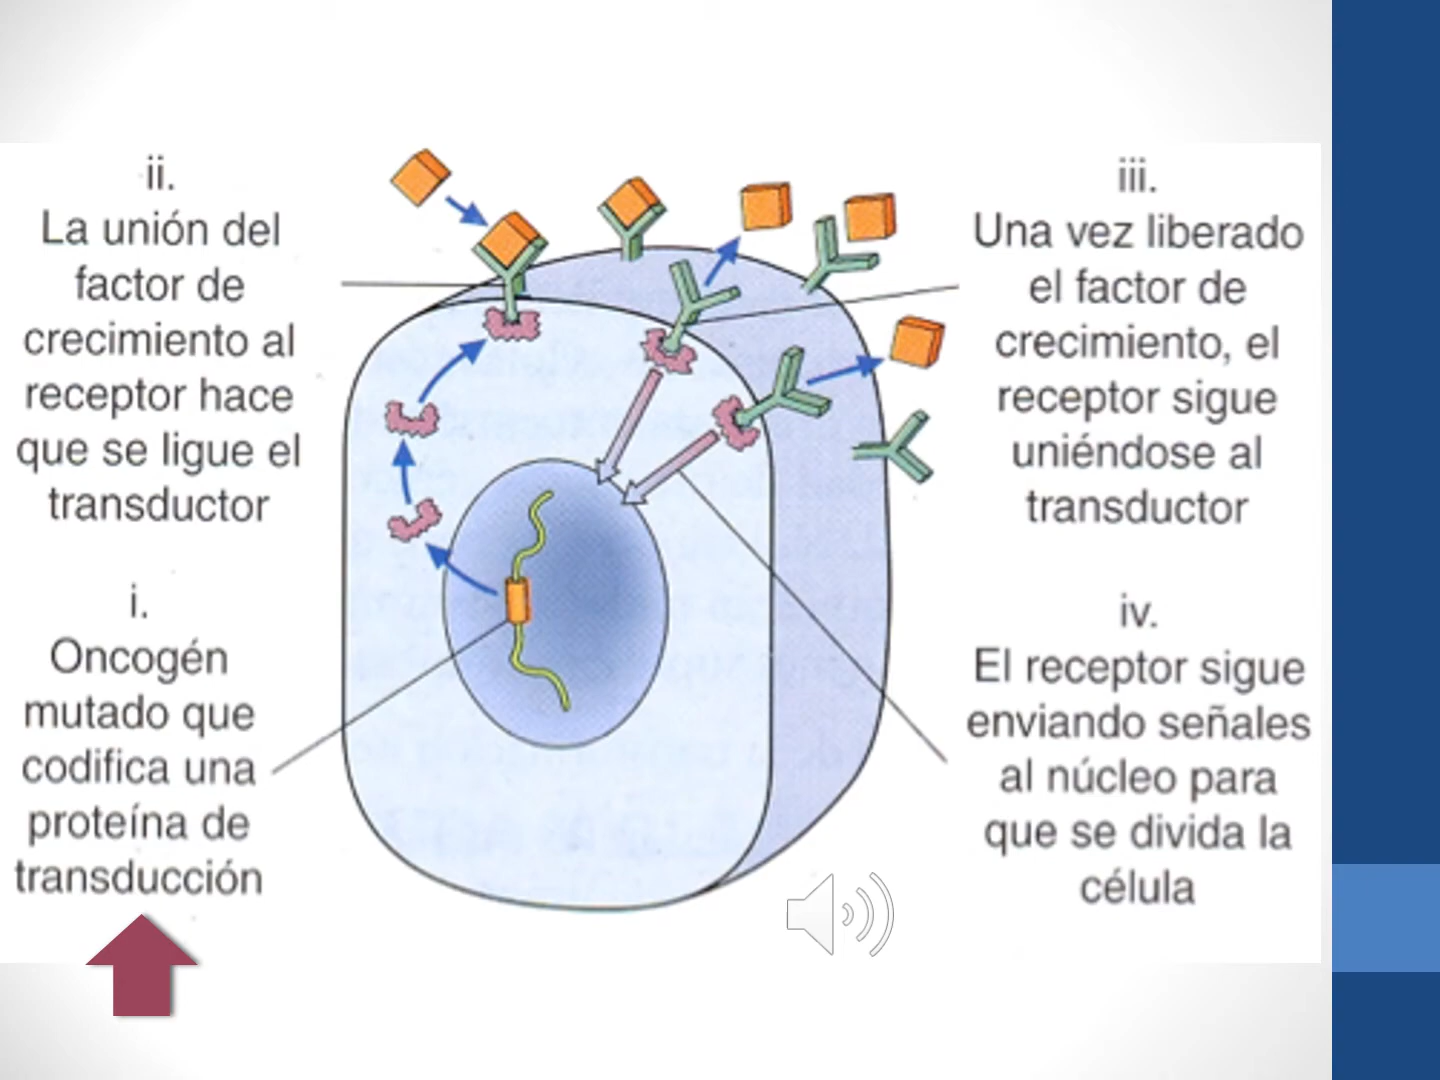 ii.
La unión del
factor de
crecimiento al
receptor hace
que se ligue el
transductor
i.
Oncogén
mutado que
codifica una
proteína de
transducción
iii.
Una vez liberado
el factor de
crecimiento, el
receptor sigue
uniéndose al
transductor
iv.
El receptor sigue
enviando señales
al núcleo para
que se divida la
célula